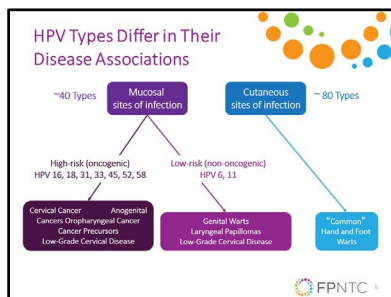 HPV Types Differ in Their
Disease Associations
~40 Types
Mucosal
sites of infection
Cutaneous
sites of infection
~ 80 Types
High-risk (oncogenic)
HPV 16, 18, 31, 33, 45, 52, 58
Low-risk (non-oncogenic)
HPV 6, 11
Cervical Cancer Anogenital
Cancers Oropharyngeal Cancer
Cancer Precursors
Low-Grade Cervical Disease
Genital Warts
Laryngeal Papillomas
Low-Grade Cervical Disease
"Common"
Hand and Foot
Warts
FPNTC 5